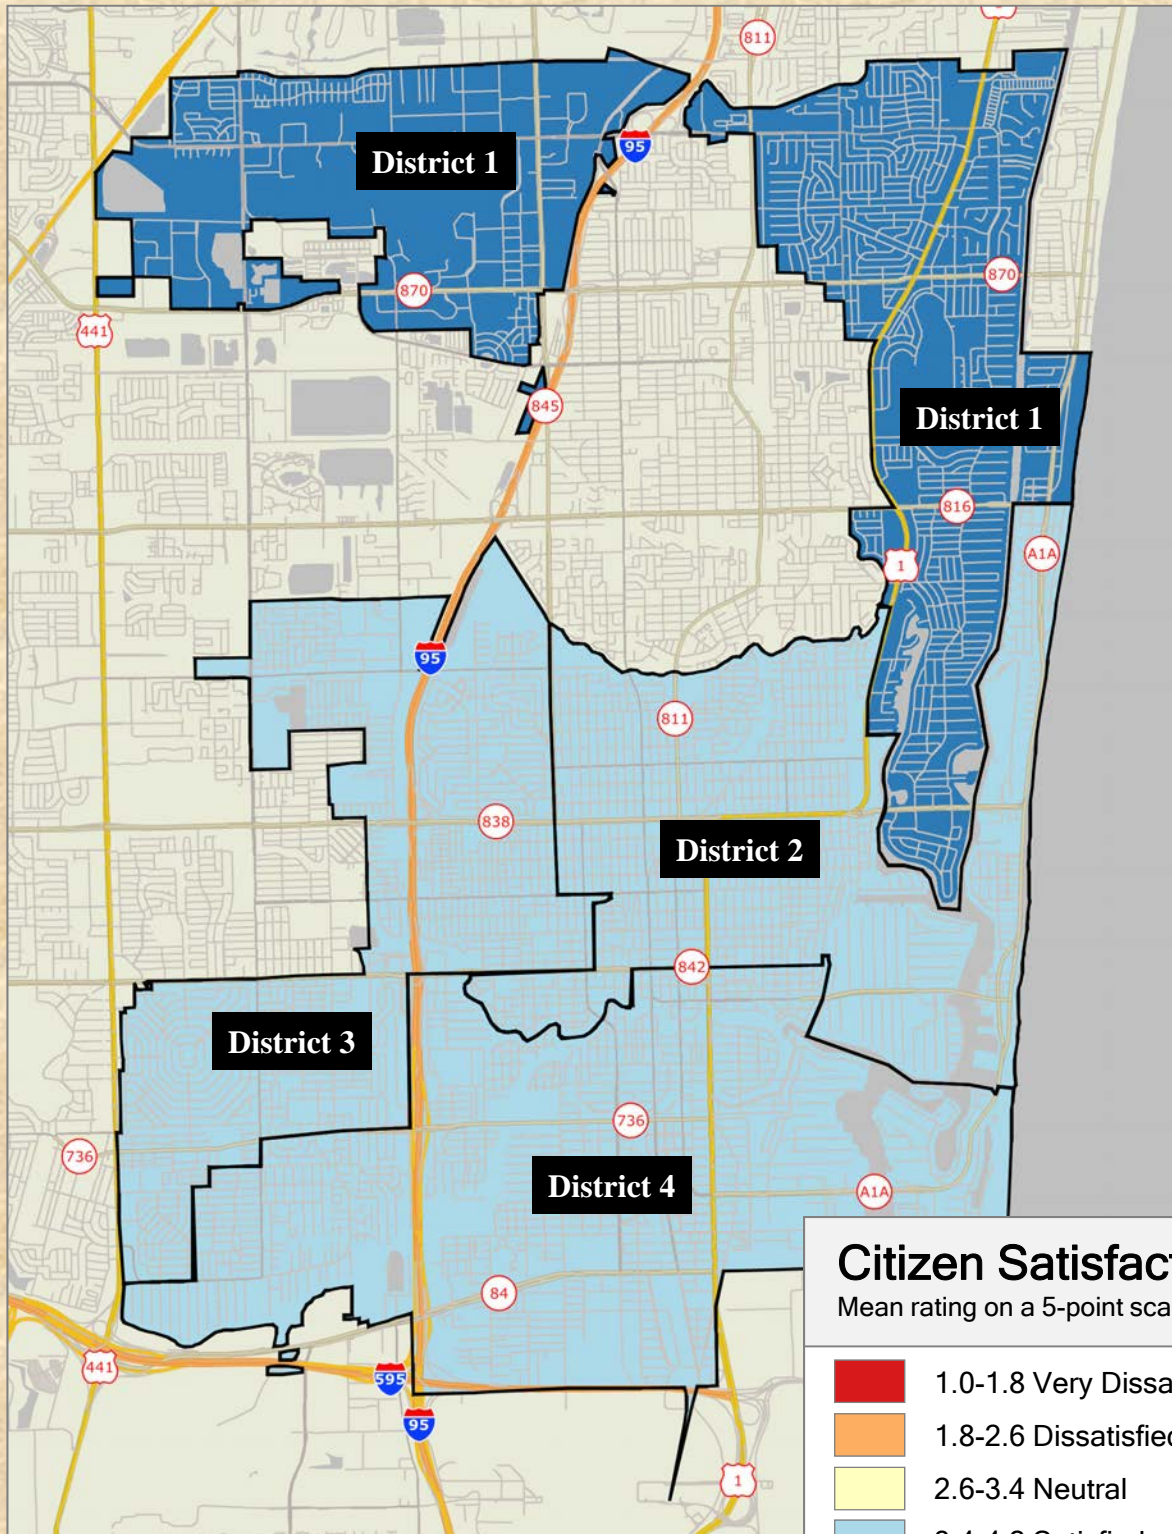 811
95
District 1
870
870
441
845
District 1
816
A1A
1
95
811
838
District 2
842
District 3
736
736
District 4
A1A
84
441
595
95
1
Citizen Satisfac
Mean rating on a 5-point sca
1.0-1.8 Very Dissa
1.8-2.6 Dissatisfied
2.6-3.4 Neutral